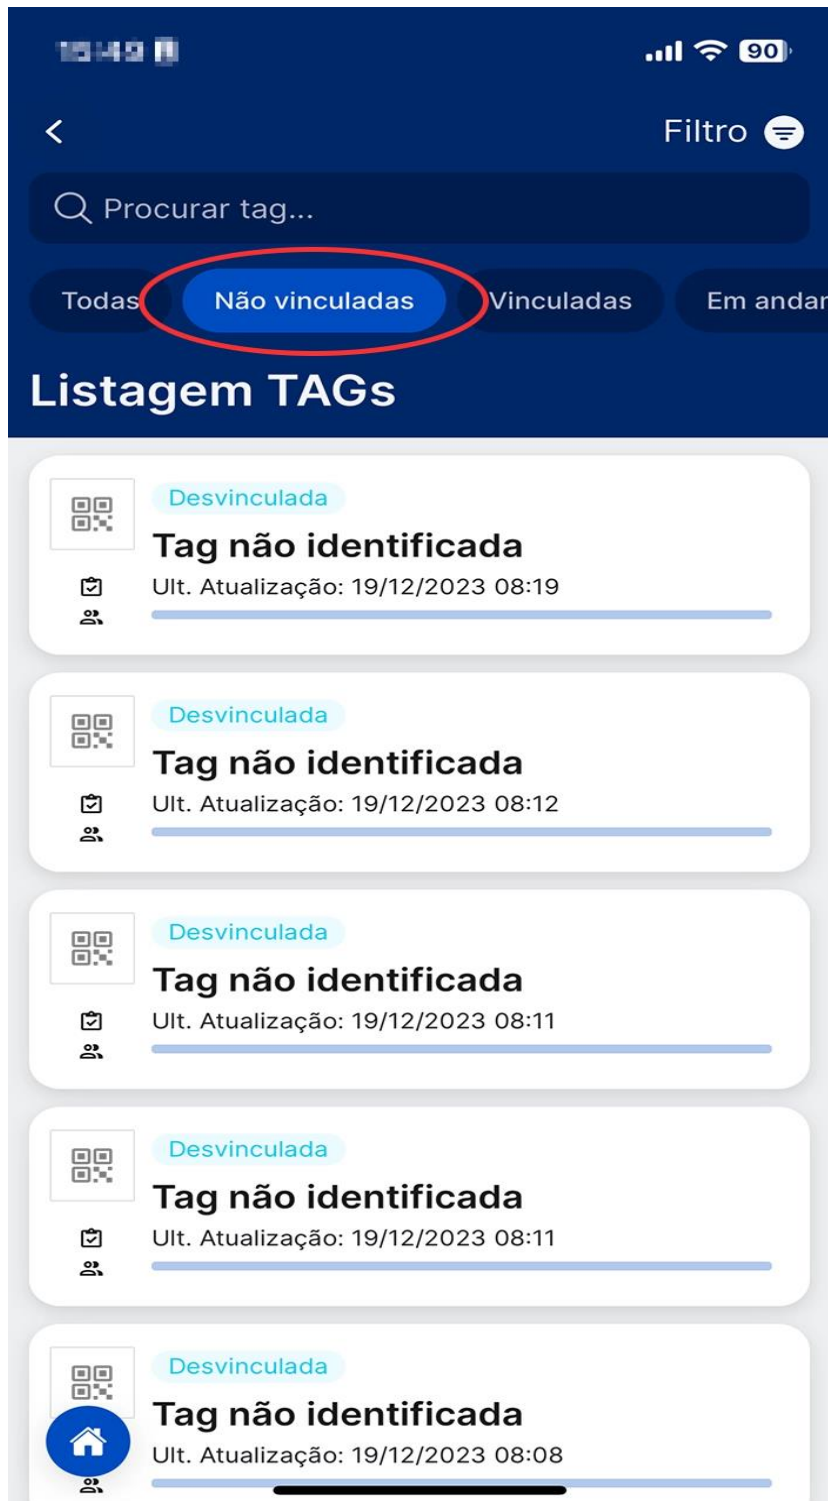 90
Filtro
Procurar tag...
Todas Não vinculadas Vinculadas Em andar
Listagem TAGs
Desvinculada
Tag não identificada
Ult. Atualização: 19/12/2023 08:19
Desvinculada
Tag não identificada
Ult. Atualização: 19/12/2023 08:12
Desvinculada
Tag não identificada
Ult. Atualização: 19/12/2023 08:11
Desvinculada
Tag não identificada
Ult. Atualização: 19/12/2023 08:11
Desvinculada
Tag não identificada
Ult. Atualização: 19/12/2023 08:08